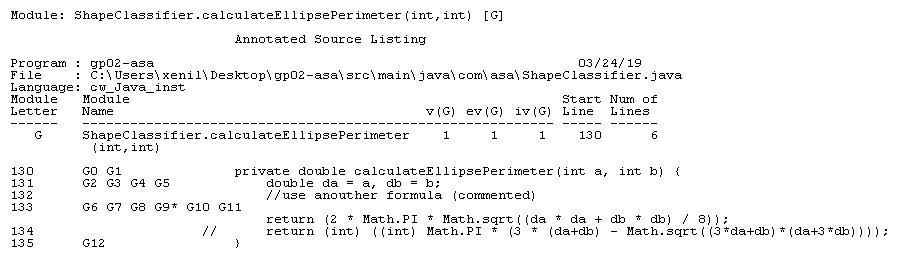 Module: ShapeClassifier.calculateEllipsePerimeter(int,int) [G]
Annotated Source Listing
Program : gp02-asa 03/24/19
File : C:\Users\xenil\Desktop\gp02-asa\src\main\java\com\asa\ShapeClassifier.java
Language: cw_Java_inst
Module Module Start Num of
Letter Name v(G) ev(G) iv(G) Line Lines
------ ---------------------------------- ----- ----- ----- ----- ------
G ShapeClassifier.calculateEllipsePerimeter 1 1 1 130 6
(int,int)
130 G0 G1 private double calculateEllipsePerimeter(int a, int b) {
131 G2 G3 G4 G5 double da = a, db = b;
132 //use anouther formula (commented)
133 G6 G7 G8 G9* G10 G11
return (2 * Math.PI * Math.sqrt((da * da + db * db) / 8));
134 // return (int) ((int) Math.PI * (3 * (da+db) - Math.sqrt((3*da+db)*(da+3*db))));
135 G12 }